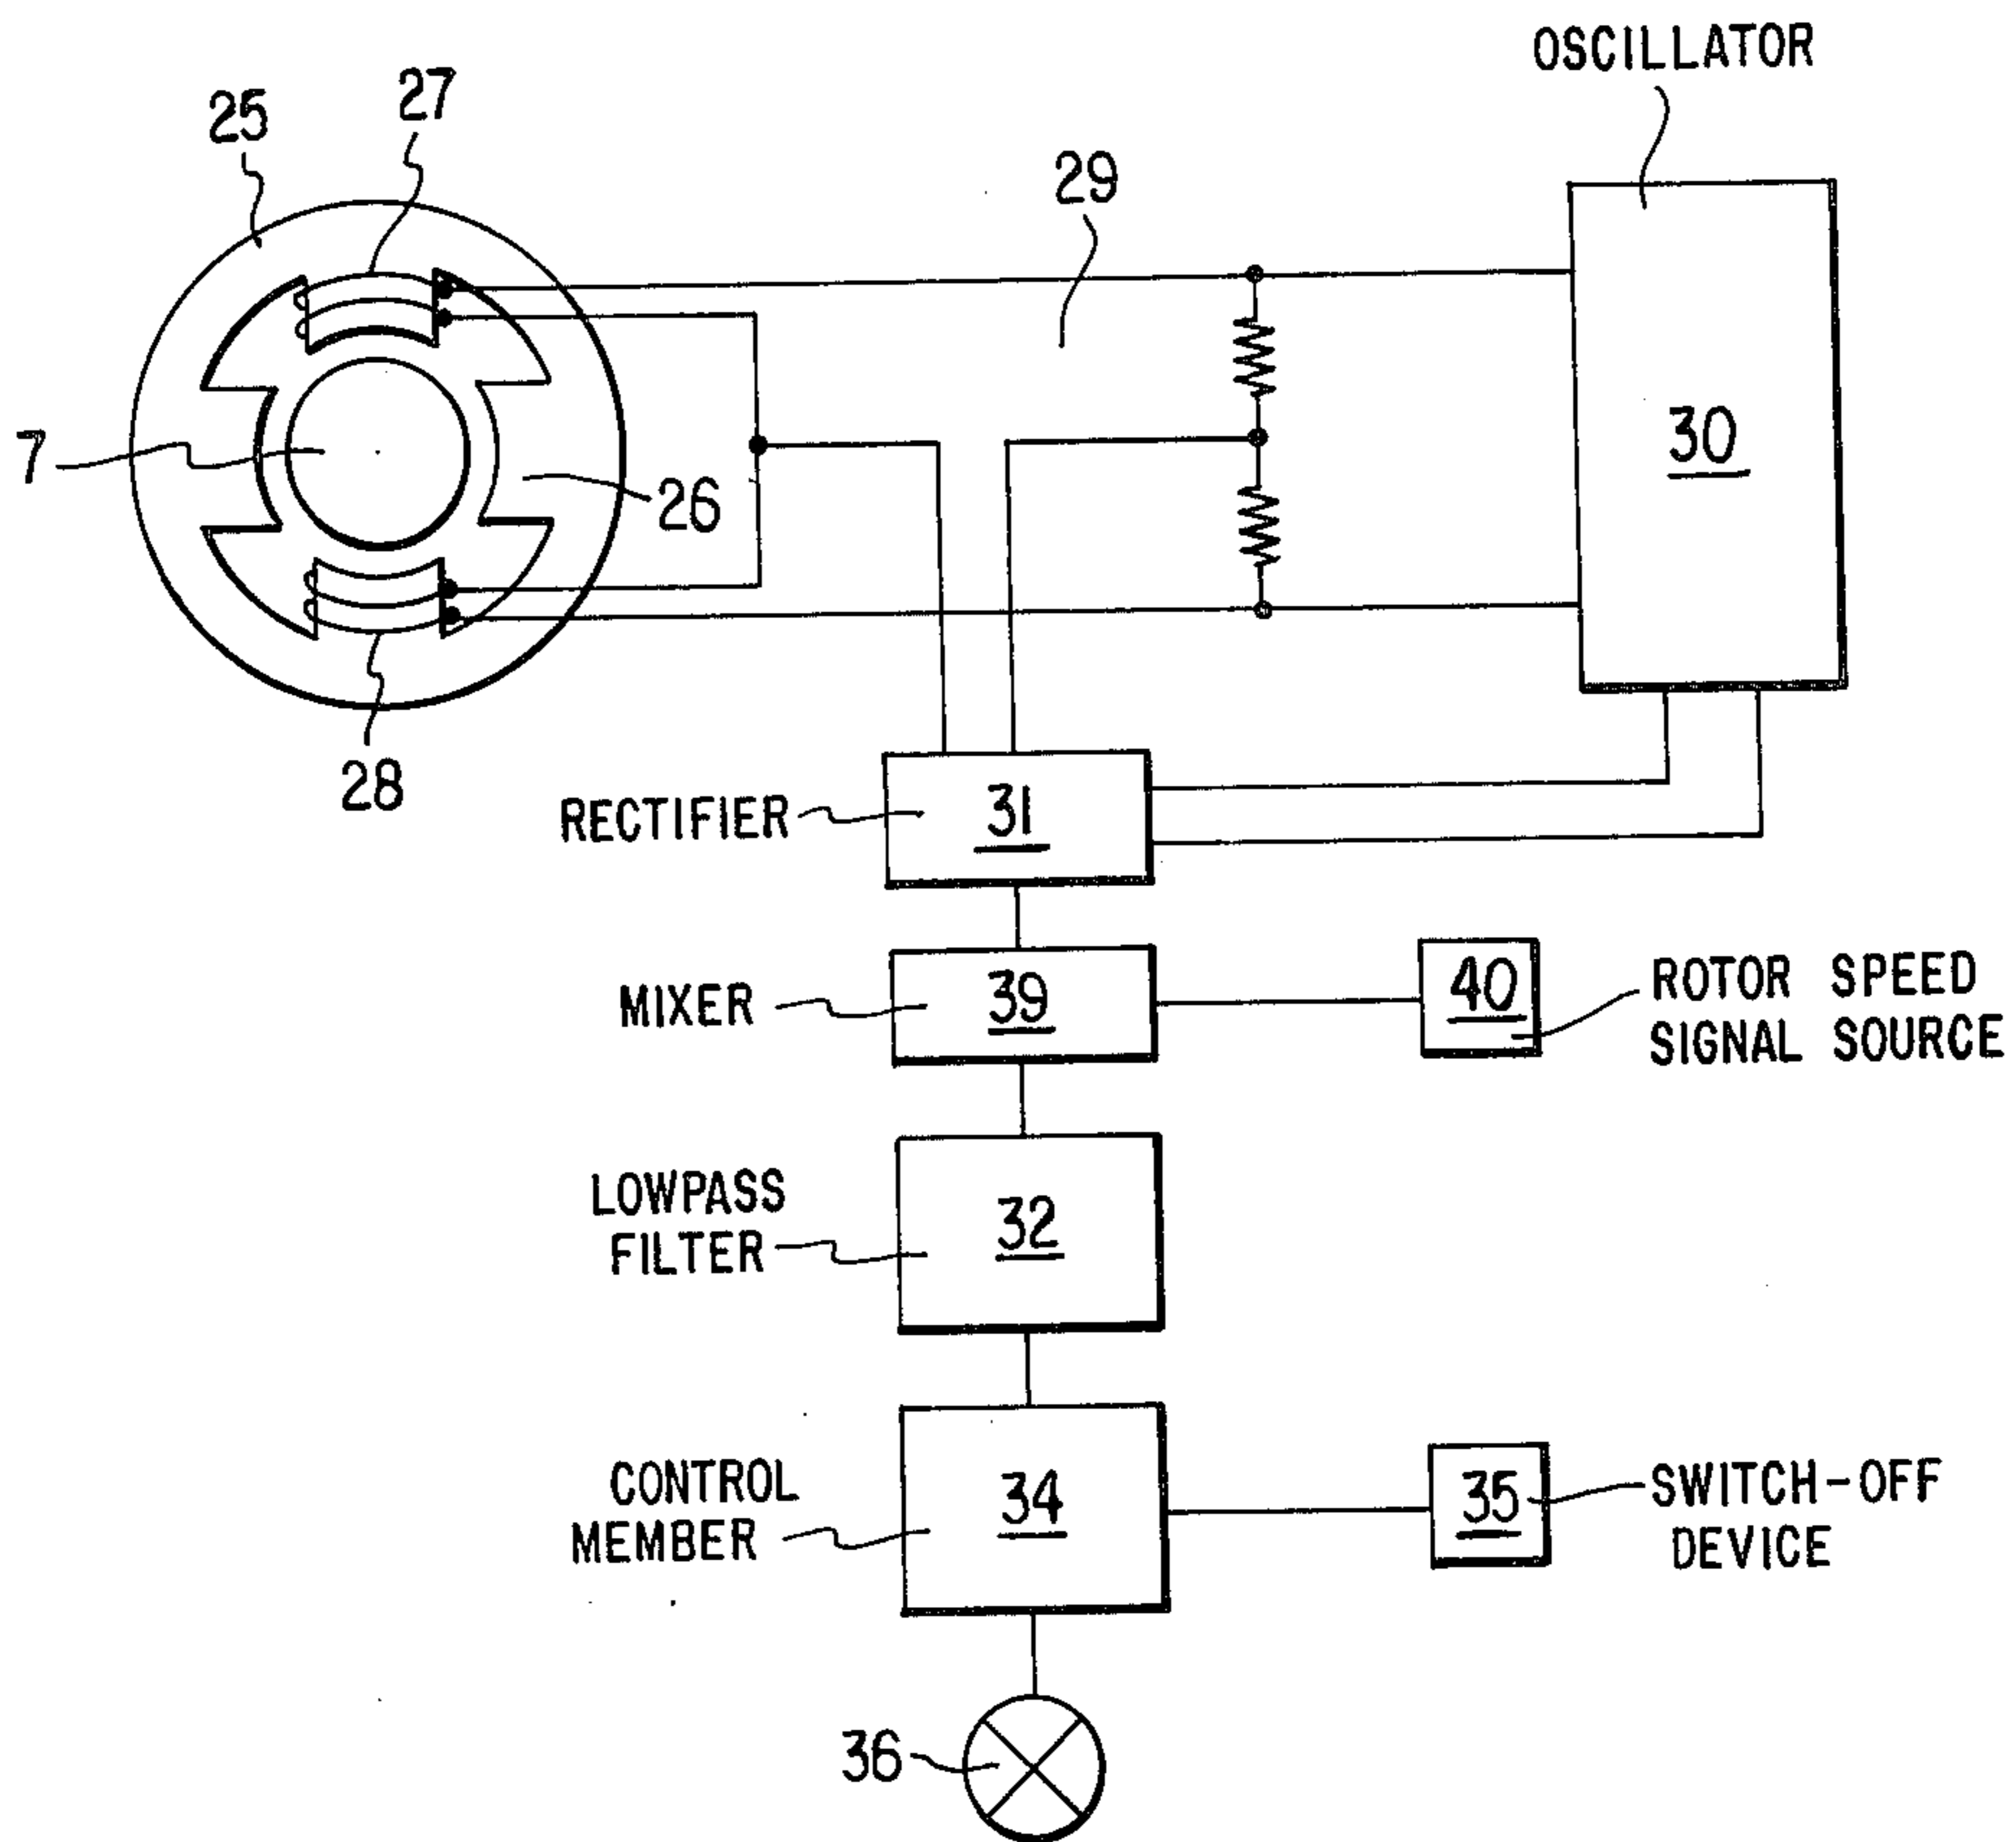 OSCILLATOR
27
25
29
30
7
26
28
RECTIFIER
31
MIXER
39
40
ROTOR SPEED
SIGNAL SOURCE
LOWPASS
FILTER
32
CONTROL
MEMBER
34
35
SWITCH-OFF
DEVICE
36